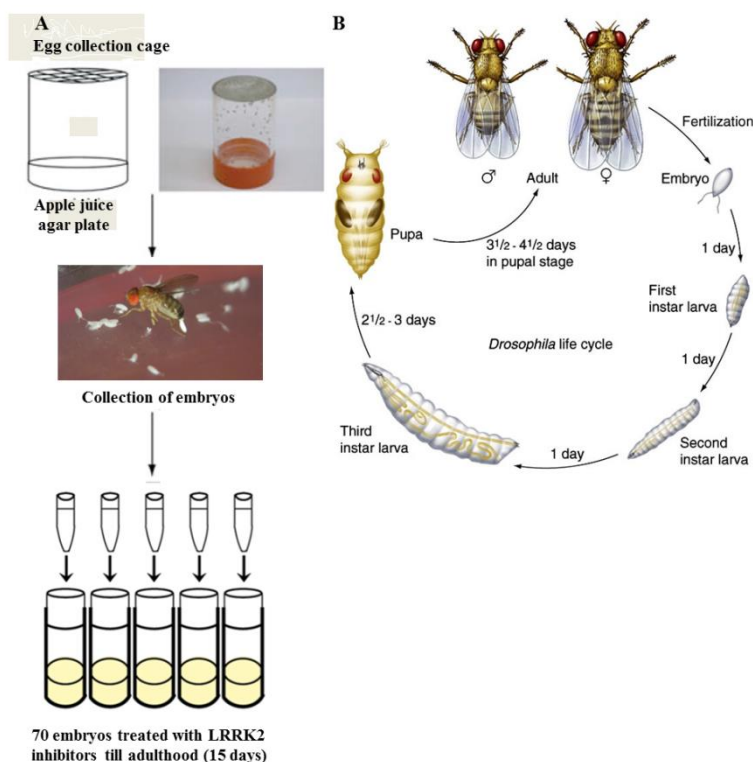 A
Egg collection cage
Apple juice
agar plate
Collection of embryos
70 embryos treated with LRRK2
inhibitors till adulthood (15 days)
B
♂
♀
Adult
Fertilization
Embryo
1 day
First
instar larva
1 day
Second
instar larva
1 day
Third
instar larva
2 1/2 - 3 days
Pupa
3 1/2 - 4 1/2 days
in pupal stage
Drosophila life cycle